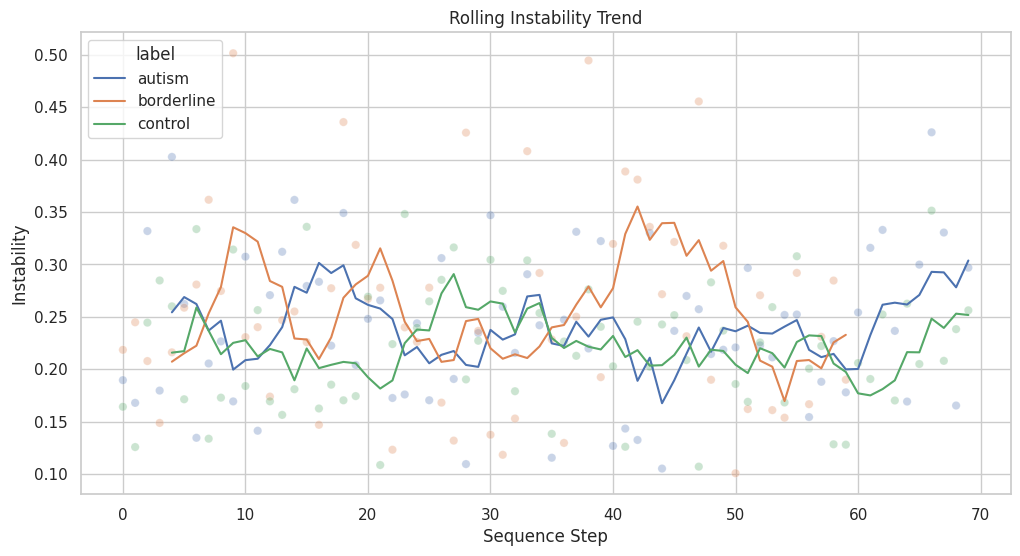 Rolling Instability Trend
label
autism
borderline
control
Instability
0.50
0.45
0.40
0.35
0.30
0.25
0.20
0.15
0.10
0 10 20 30 40 50 60 70
Sequence Step